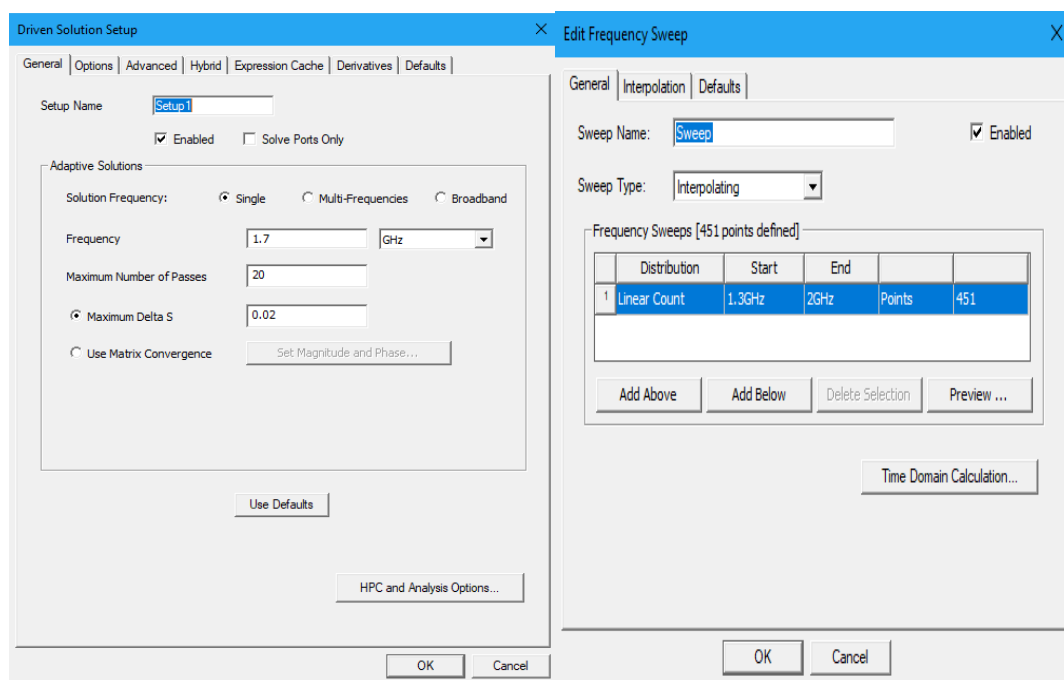 Driven Solution Setup
General Options Advanced Hybrid Expression Cache Derivatives Defaults
Setup Name Setup1
Enabled Solve Ports Only
Adaptive Solutions
Solution Frequency: Single Multi-Frequencies Broadband
Frequency 1.7 GHz
Maximum Number of Passes 20
Maximum Delta S 0.02
Use Matrix Convergence Set Magnitude and Phase...
Use Defaults
HPC and Analysis Options...
OK Cancel
Edit Frequency Sweep
General Interpolation Defaults
Sweep Name: Sweep Enabled
Sweep Type: Interpolating
Frequency Sweeps [451 points defined]
Distribution Start End
1 Linear Count 1.3GHz 2GHz Points 451
Add Above Add Below Delete Selection Preview ...
Time Domain Calculation...
OK Cancel